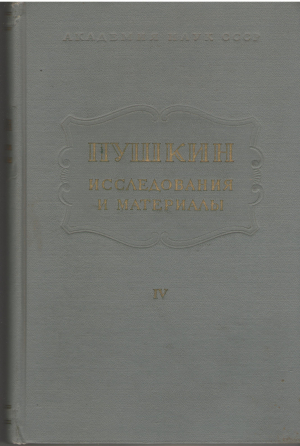 АКАДЕМИЯ НАУК СССР
ПУШКИН
ИССЛЕДОВАНИЯ
И МАТЕРИАЛЫ
IV